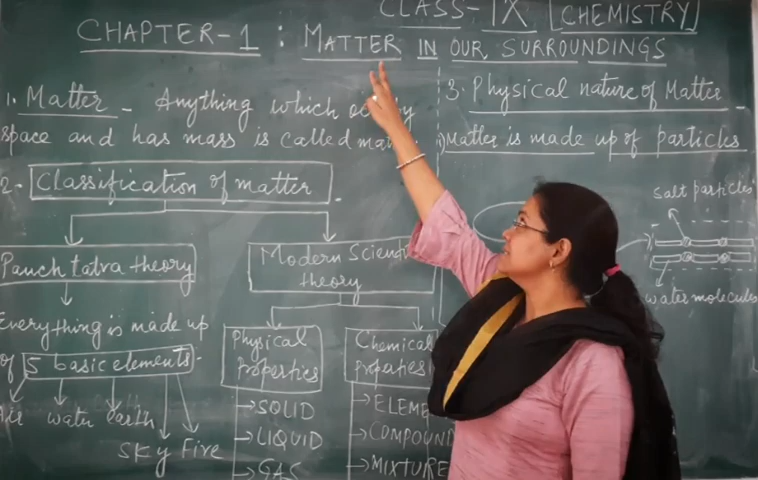 CLASS-IX [CHEMISTRY]
CHAPTER-1 : MATTER IN OUR SURROUNDINGS
1. Matter - Anything which
space and has mass is called
2. Classification of matter.
Panch tatva theory
Modern
theory
Everything is made up
of 5 basic elements.
water earth
sky Fire
Physical
properties
→SOLID
→LIQUID
→GAS
Chemical
→COMPOUND
→MIXTURE
3. Physical nature of Matter
Matter is made up of particles
salt particles
water molecules